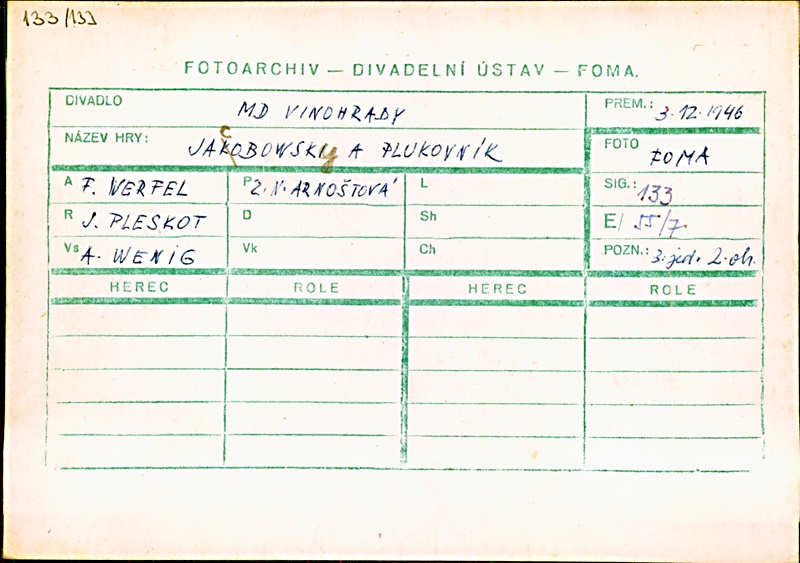 133/133
FOTOARCHIV — DIVADELNÍ ÚSTAV — FOMA.
DIVADLO MD VINOHRADY
PREM.: 3.12.1946
NÁZEV HRY: JAKOBOWSKY A PLUKOVNÍK
FOTO FOMA
A F. WERFEL
P Z.N. ARNOŠTOVÁ
L
SIG.: 133
R J. PLESKOT
D
Sh
E/ 55/7.
Vs A. WENIG
Vk
Ch
POZN.: 3. jed. 2. oh.
HEREC ROLE HEREC ROLE